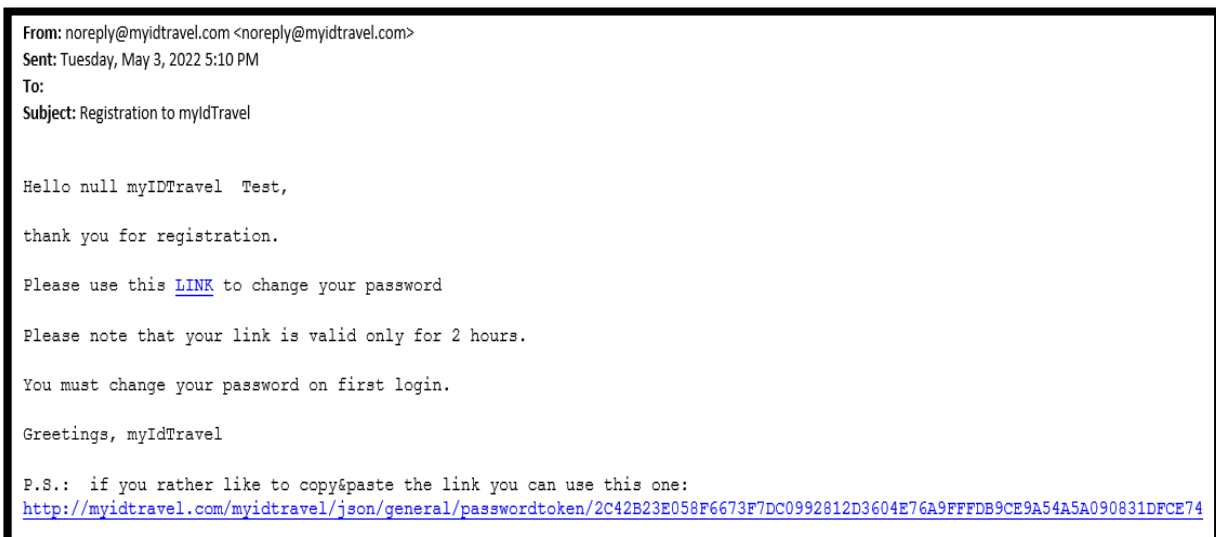 From: noreply@myidtravel.com <noreply@myidtravel.com>
Sent: Tuesday, May 3, 2022 5:10 PM
To:
Subject: Registration to myIdTravel
Hello null myIDTravel  Test,
thank you for registration.
Please use this LINK to change your password
Please note that your link is valid only for 2 hours.
You must change your password on first login.
Greetings, myIdTravel
P.S.:  if you rather like to copy&paste the link you can use this one:
http://myidtravel.com/myidtravel/json/general/passwordtoken/2C42B23E058F6673F7DC0992812D3604E76A9FFFDB9CE9A54A5A090831DFCE74